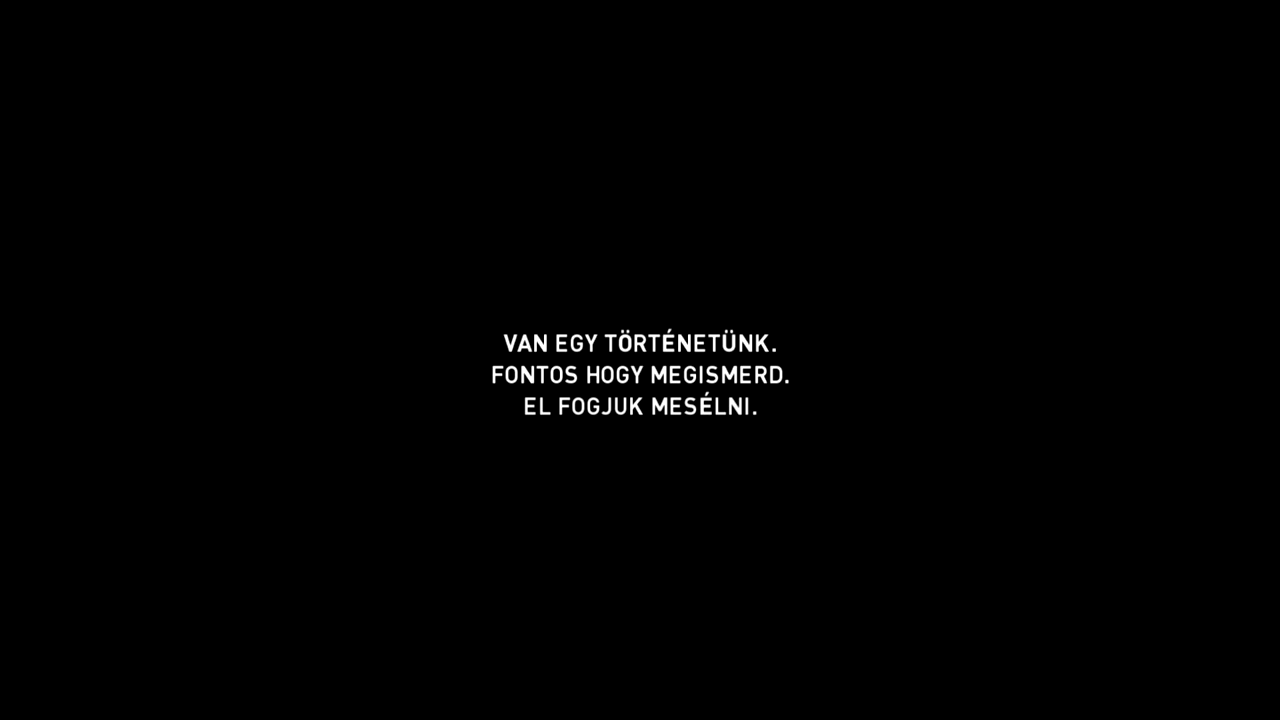 VAN EGY TÖRTÉNETÜNK.
FONTOS HOGY MEGISMERD.
EL FOGJUK MESÉLNI.